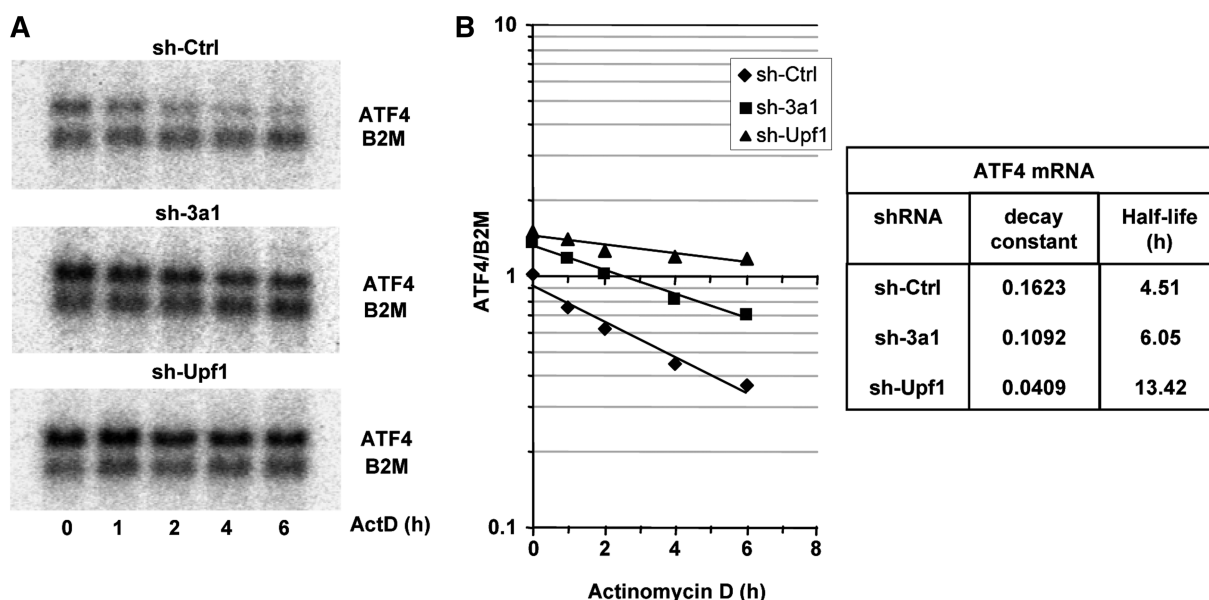 A
sh-Ctrl
ATF4
B2M
sh-3a1
ATF4
B2M
sh-Upf1
ATF4
B2M
0 1 2 4 6 ActD (h)
B
10
1
0.1
ATF4/B2M
0 2 4 6 8
Actinomycin D (h)
sh-Ctrl
sh-3a1
sh-Upf1
ATF4 mRNA
shRNA decay constant Half-life (h)
sh-Ctrl 0.1623 4.51
sh-3a1 0.1092 6.05
sh-Upf1 0.0409 13.42